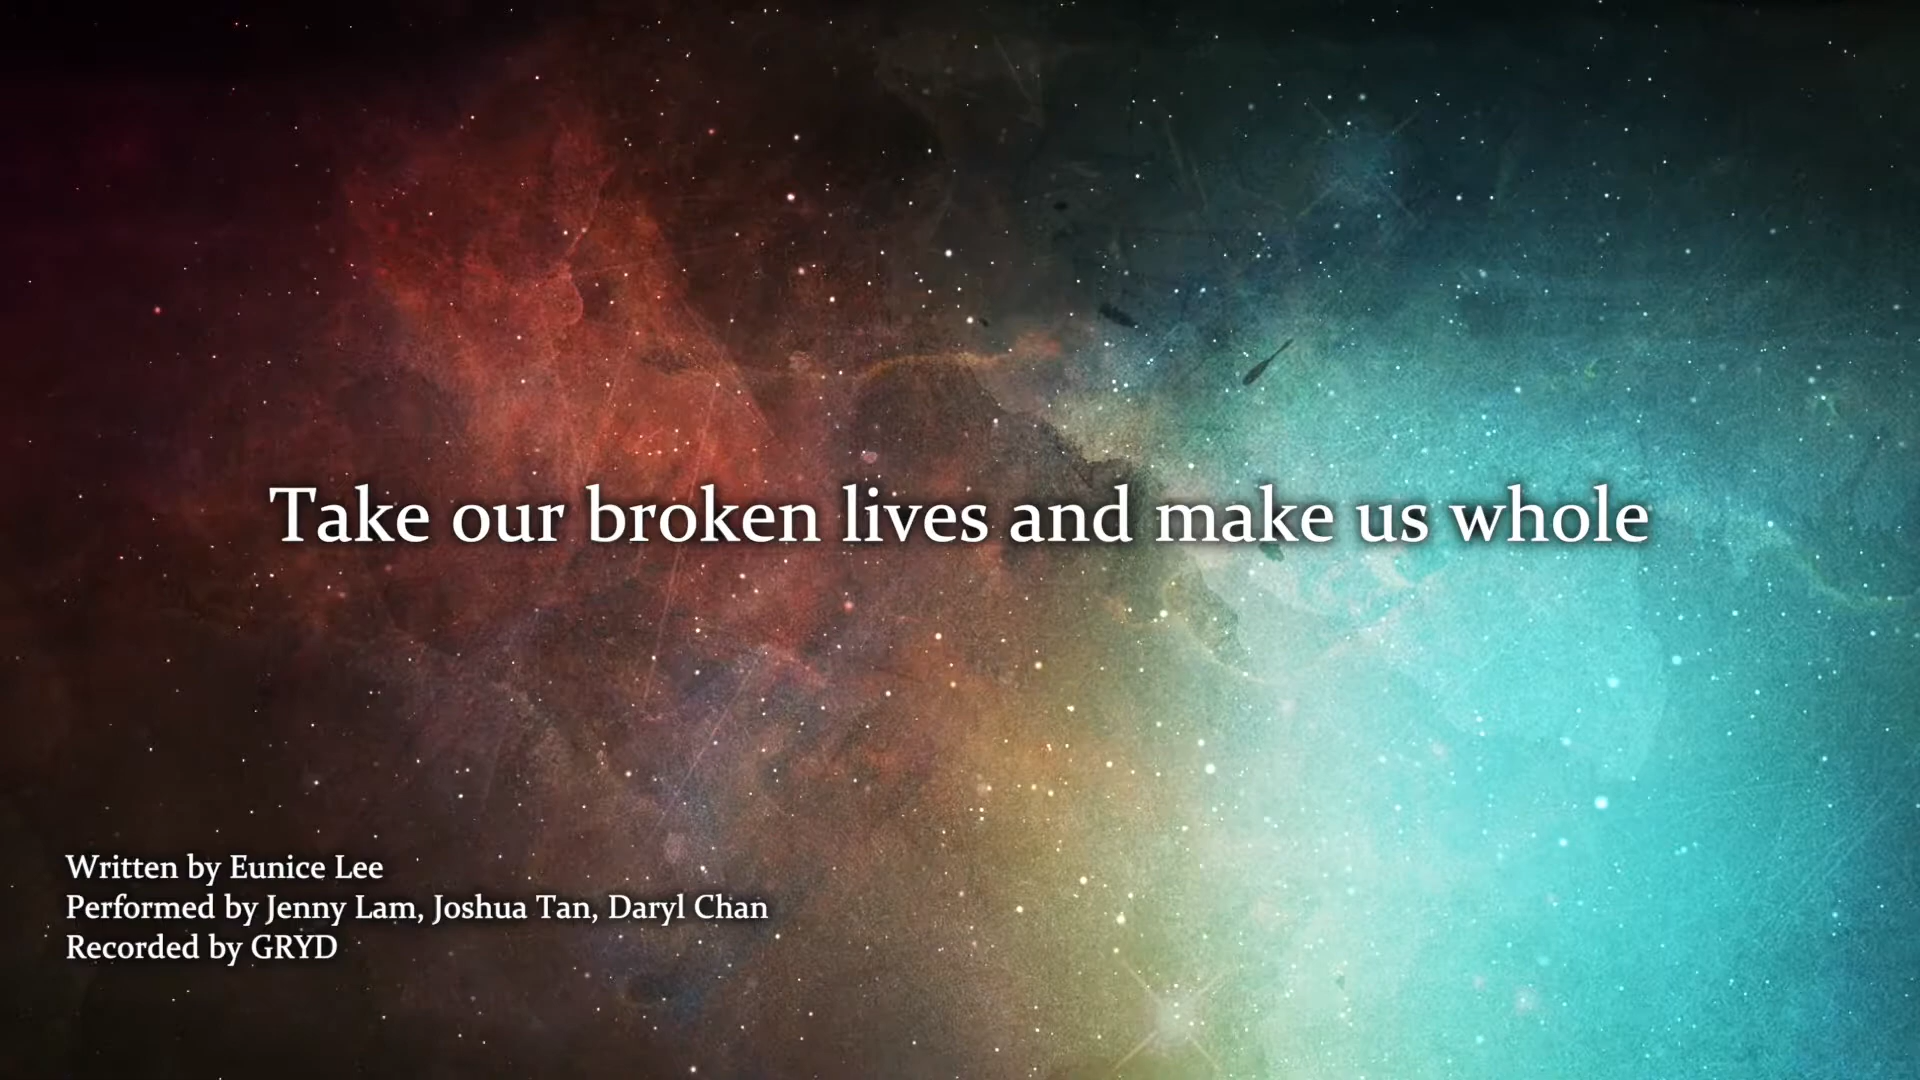 Take our broken lives and make us whole
Written by Eunice Lee
Performed by Jenny Lam, Joshua Tan, Daryl Chan
Recorded by GRYD